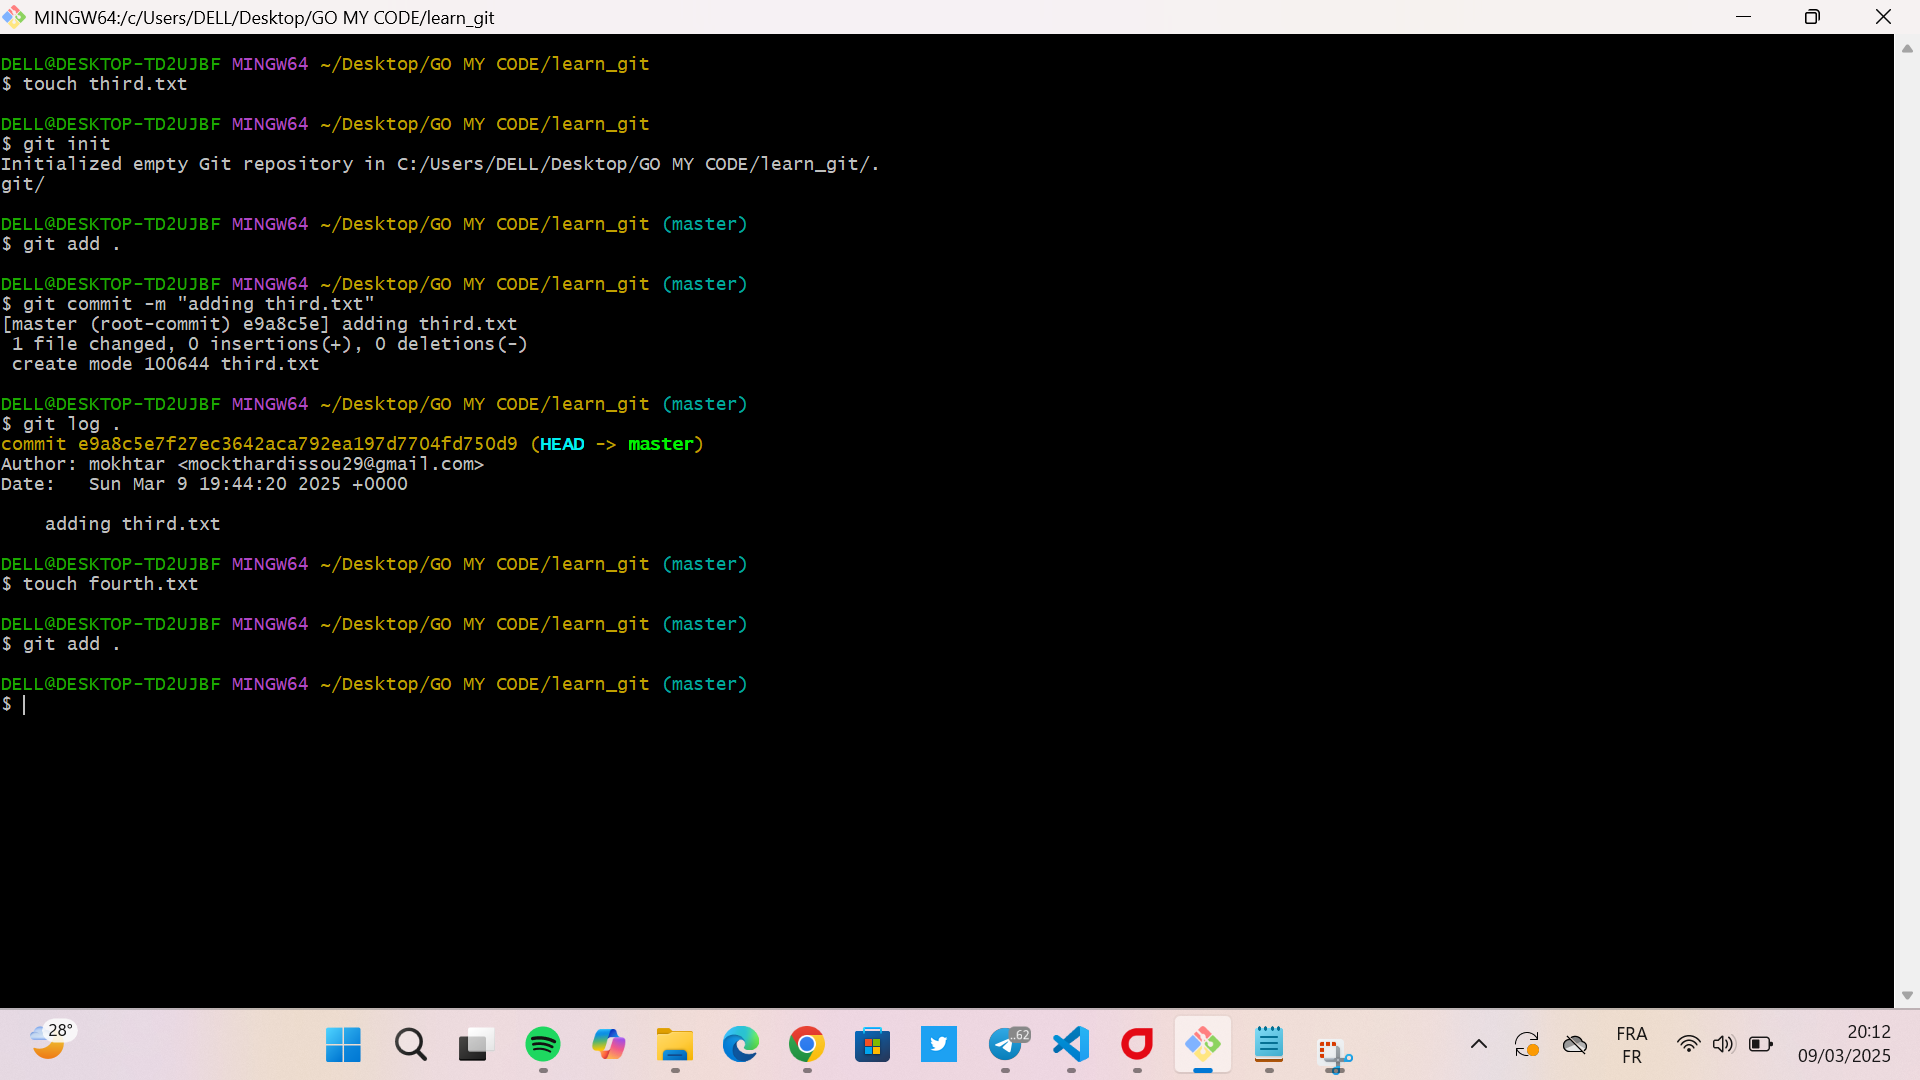 MINGW64:/c/Users/DELL/Desktop/GO MY CODE/learn_git
DELL@DESKTOP-TD2UJBF MINGW64 ~/Desktop/GO MY CODE/learn_git
$ touch third.txt
DELL@DESKTOP-TD2UJBF MINGW64 ~/Desktop/GO MY CODE/learn_git
$ git init
Initialized empty Git repository in C:/Users/DELL/Desktop/GO MY CODE/learn_git/.
git/
DELL@DESKTOP-TD2UJBF MINGW64 ~/Desktop/GO MY CODE/learn_git (master)
$ git add .
DELL@DESKTOP-TD2UJBF MINGW64 ~/Desktop/GO MY CODE/learn_git (master)
$ git commit -m "adding third.txt"
[master (root-commit) e9a8c5e] adding third.txt
 1 file changed, 0 insertions(+), 0 deletions(-)
 create mode 100644 third.txt
DELL@DESKTOP-TD2UJBF MINGW64 ~/Desktop/GO MY CODE/learn_git (master)
$ git log .
commit e9a8c5e7f27ec3642aca792ea197d7704fd750d9 (HEAD -> master)
Author: mokhtar <mockthardissou29@gmail.com>
Date:   Sun Mar 9 19:44:20 2025 +0000
    adding third.txt
DELL@DESKTOP-TD2UJBF MINGW64 ~/Desktop/GO MY CODE/learn_git (master)
$ touch fourth.txt
DELL@DESKTOP-TD2UJBF MINGW64 ~/Desktop/GO MY CODE/learn_git (master)
$ git add .
DELL@DESKTOP-TD2UJBF MINGW64 ~/Desktop/GO MY CODE/learn_git (master)
$
28°
..62
FRA
FR
20:12
09/03/2025